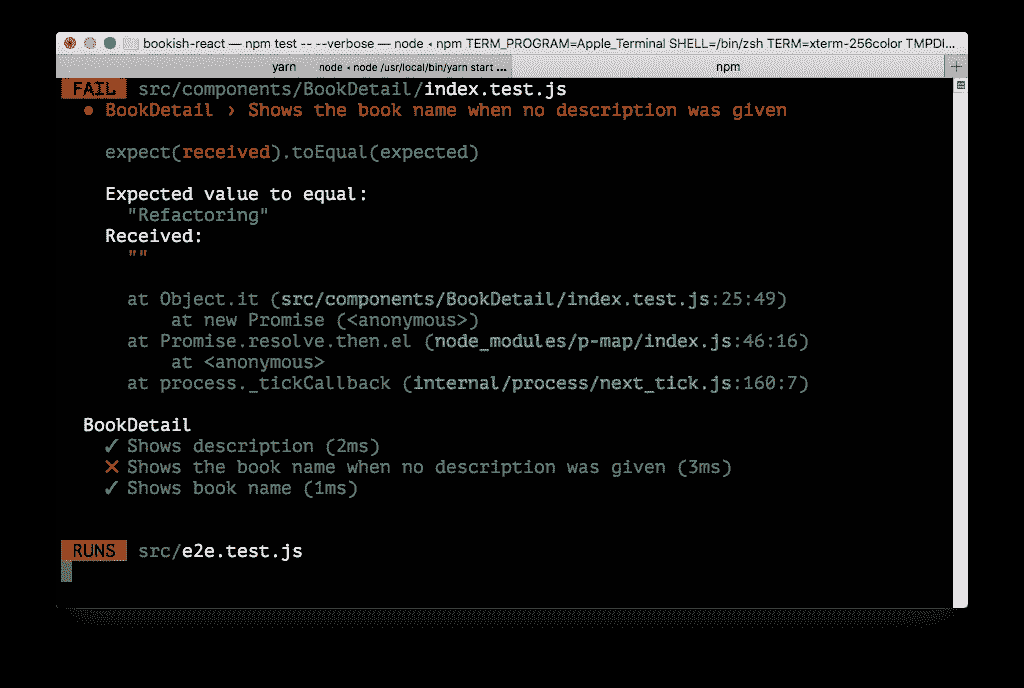 bookish-react — npm test -- --verbose — node ◂ npm TERM_PROGRAM=Apple_Terminal SHELL=/bin/zsh TERM=xterm-256color TMPDI...
yarn node ◂ node /usr/local/bin/yarn start ... npm +
FAIL src/components/BookDetail/index.test.js
● BookDetail › Shows the book name when no description was given
expect(received).toEqual(expected)
Expected value to equal:
"Refactoring"
Received:
""
at Object.it (src/components/BookDetail/index.test.js:25:49)
at new Promise (<anonymous>)
at Promise.resolve.then.el (node_modules/p-map/index.js:46:16)
at <anonymous>
at process._tickCallback (internal/process/next_tick.js:160:7)
BookDetail
✓ Shows description (2ms)
✕ Shows the book name when no description was given (3ms)
✓ Shows book name (1ms)
RUNS src/e2e.test.js